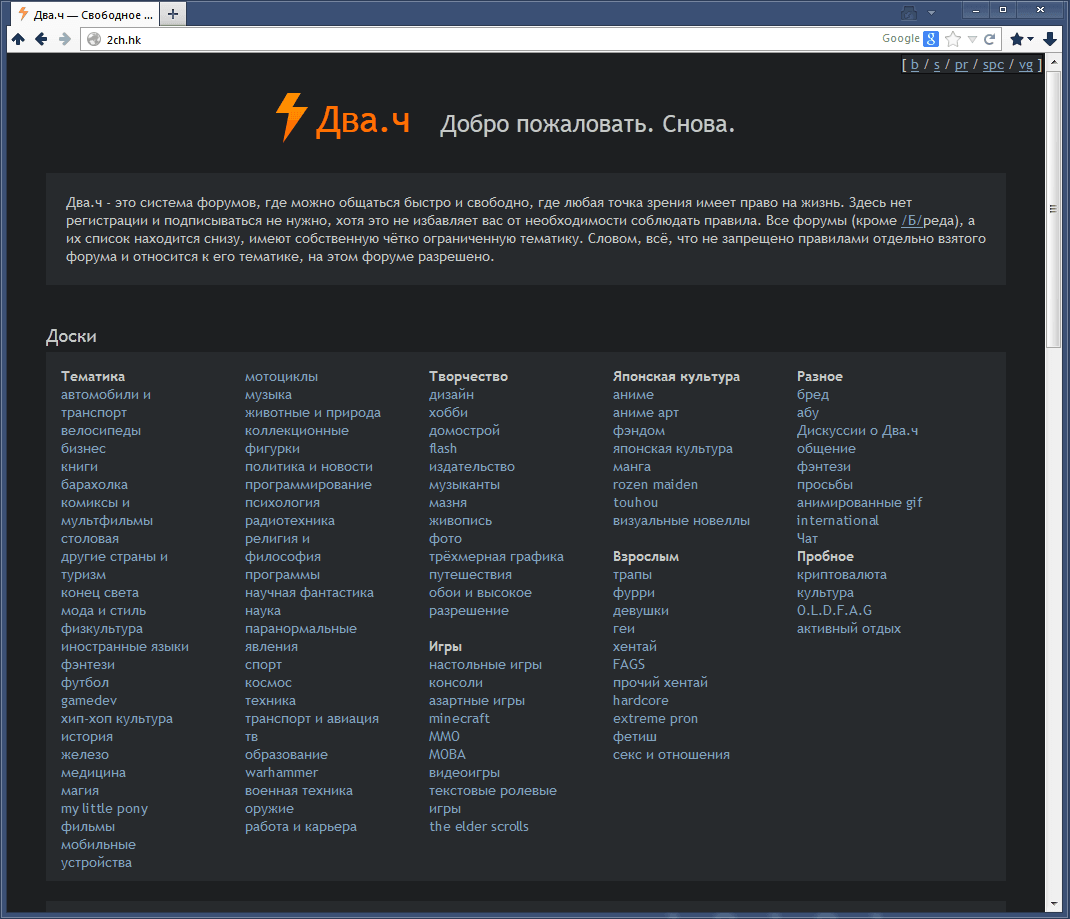 Два.ч — Свободное ...
2ch.hk
Google
[ b / s / pr / spc / vg ]
Два.ч
Добро пожаловать. Снова.
Два.ч - это система форумов, где можно общаться быстро и свободно, где любая точка зрения имеет право на жизнь. Здесь нет
регистрации и подписываться не нужно, хотя это не избавляет вас от необходимости соблюдать правила. Все форумы (кроме /Б/реда), а
их список находится снизу, имеют собственную чётко ограниченную тематику. Словом, всё, что не запрещено правилами отдельно взятого
форума и относится к его тематике, на этом форуме разрешено.
Доски
Тематика
автомобили и
транспорт
велосипеды
бизнес
книги
барахолка
комиксы и
мультфильмы
столовая
другие страны и
туризм
конец света
мода и стиль
физкультура
иностранные языки
фэнтези
футбол
gamedev
хип-хоп культура
история
железо
медицина
магия
my little pony
фильмы
мобильные
устройства
мотоциклы
музыка
животные и природа
коллекционные
фигурки
политика и новости
программирование
психология
радиотехника
религия и
философия
программы
научная фантастика
наука
паранормальные
явления
спорт
космос
техника
транспорт и авиация
тв
образование
warhammer
военная техника
оружие
работа и карьера
Творчество
дизайн
хобби
домострой
flash
издательство
музыканты
мазня
живопись
фото
трёхмерная графика
путешествия
обои и высокое
разрешение
Игры
настольные игры
консоли
азартные игры
minecraft
MMO
MOBA
видеоигры
текстовые ролевые
игры
the elder scrolls
Японская культура
аниме
аниме арт
фэндом
японская культура
манга
rozen maiden
touhou
визуальные новеллы
Взрослым
трапы
фурри
девушки
геи
хентай
FAGS
прочий хентай
hardcore
extreme pron
фетиш
секс и отношения
Разное
бред
абу
Дискуссии о Два.ч
общение
фэнтези
просьбы
анимированные gif
international
Чат
Пробное
криптовалюта
культура
O.L.D.F.A.G
активный отдых